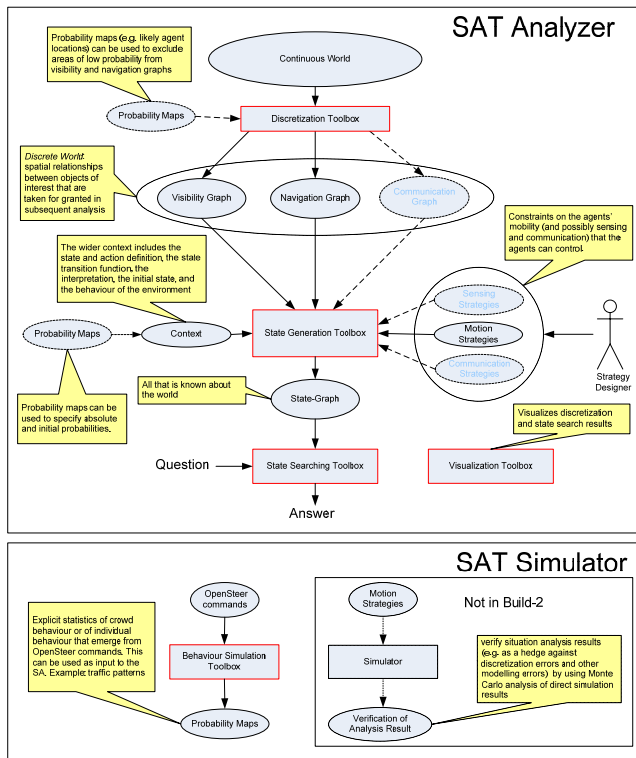 SAT Analyzer
Probability maps (e.g. likely agent
locations) can be used to exclude
areas of low probability from
visibility and navigation graphs
Continuous World
Probability Maps
Discretization Toolbox
Discrete World:
spatial relationships
between objects of
interest that are
taken for granted in
subsequent analysis
Visibility Graph
Navigation Graph
Communication
Graph
Constraints on the agents'
mobility (and possibly sensing
and communication) that the
agents can control.
The wider context includes the
state and action definition, the state
transition function, the
interpretation, the initial state, and
the behaviour of the environment
Sensing
Strategies
Probability Maps
Context
State Generation Toolbox
Motion
Strategies
Communication
Strategies
Strategy
Designer
Probability maps can be
used to specify absolute
and initial probabilities.
All that is known about
the world
State-Graph
Visualizes discretization
and state search results
Question
State Searching Toolbox
Visualization Toolbox
Answer
SAT Simulator
OpenSteer
commands
Motion
Strategies
Not in Build-2
Explicit statistics of crowd
behaviour or of individual
behaviour that emerge from
OpenSteer commands. This
can be used as input to the
SA. Example: traffic patterns
Behaviour Simulation
Toolbox
Simulator
verify situation analysis results
(e.g. as a hedge against
discretization errors and other
modelling errors) by using Monte
Carlo analysis of direct simulation
results
Probability Maps
Verification of
Analysis Result